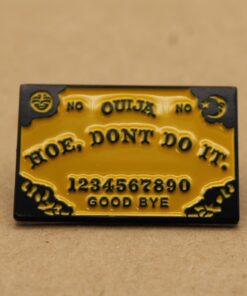 NO OUIJA NO
HOE, DONT DO IT.
1234567890
GOOD BYE